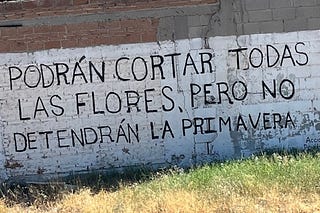 PODRÁN CORTAR TODAS
LAS FLORES, PERO NO
DETENDRÁN LA PRIMAVERA